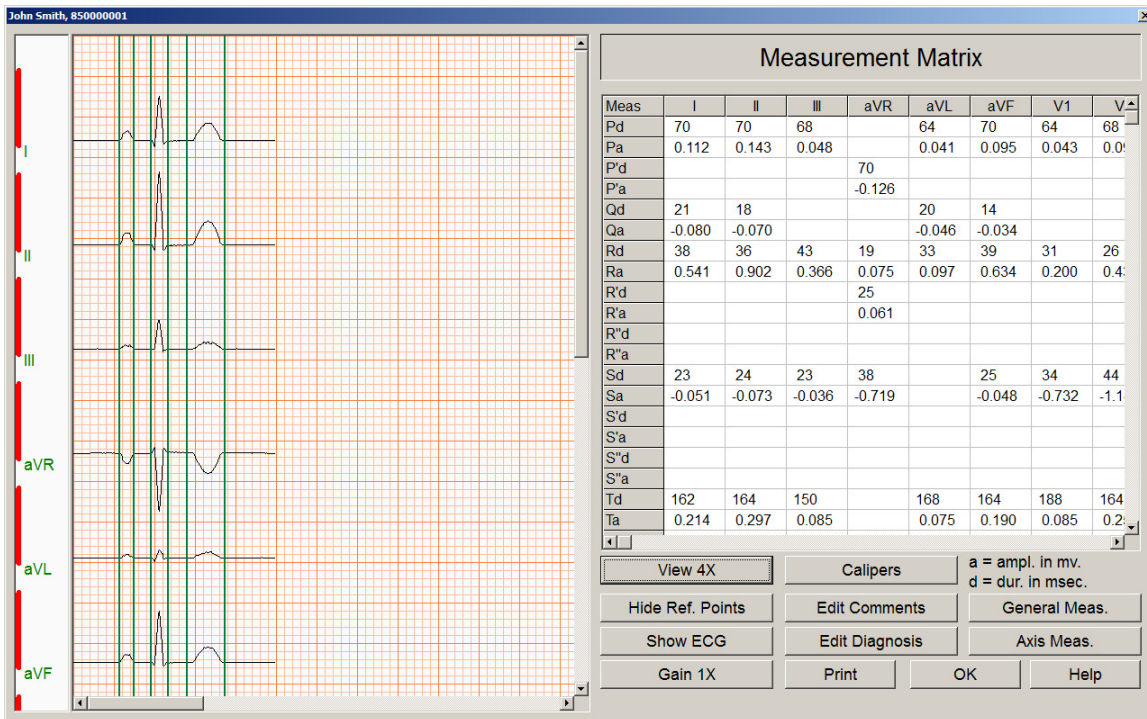 John Smith, 850000001
I
II
III
aVR
aVL
aVF
Measurement Matrix
Meas I II III aVR aVL aVF V1
Pd 70 70 68 64 70 64 68
Pa 0.112 0.143 0.048 0.041 0.095 0.043
P'd 70
P'a -0.126
Qd 21 18 20 14
Qa -0.080 -0.070 -0.046 -0.034
Rd 38 36 43 19 33 39 31 26
Ra 0.541 0.902 0.366 0.075 0.097 0.634 0.200
R'd 25
R'a 0.061
R"d
R"a
Sd 23 24 23 38 25 34 44
Sa -0.051 -0.073 -0.036 -0.719 -0.048 -0.732
S'd
S'a
S"d
S"a
Td 162 164 150 168 164 188 164
Ta 0.214 0.297 0.085 0.075 0.190 0.085
View 4X Calipers a = ampl. in mv.
d = dur. in msec.
Hide Ref. Points Edit Comments General Meas.
Show ECG Edit Diagnosis Axis Meas.
Gain 1X Print OK Help